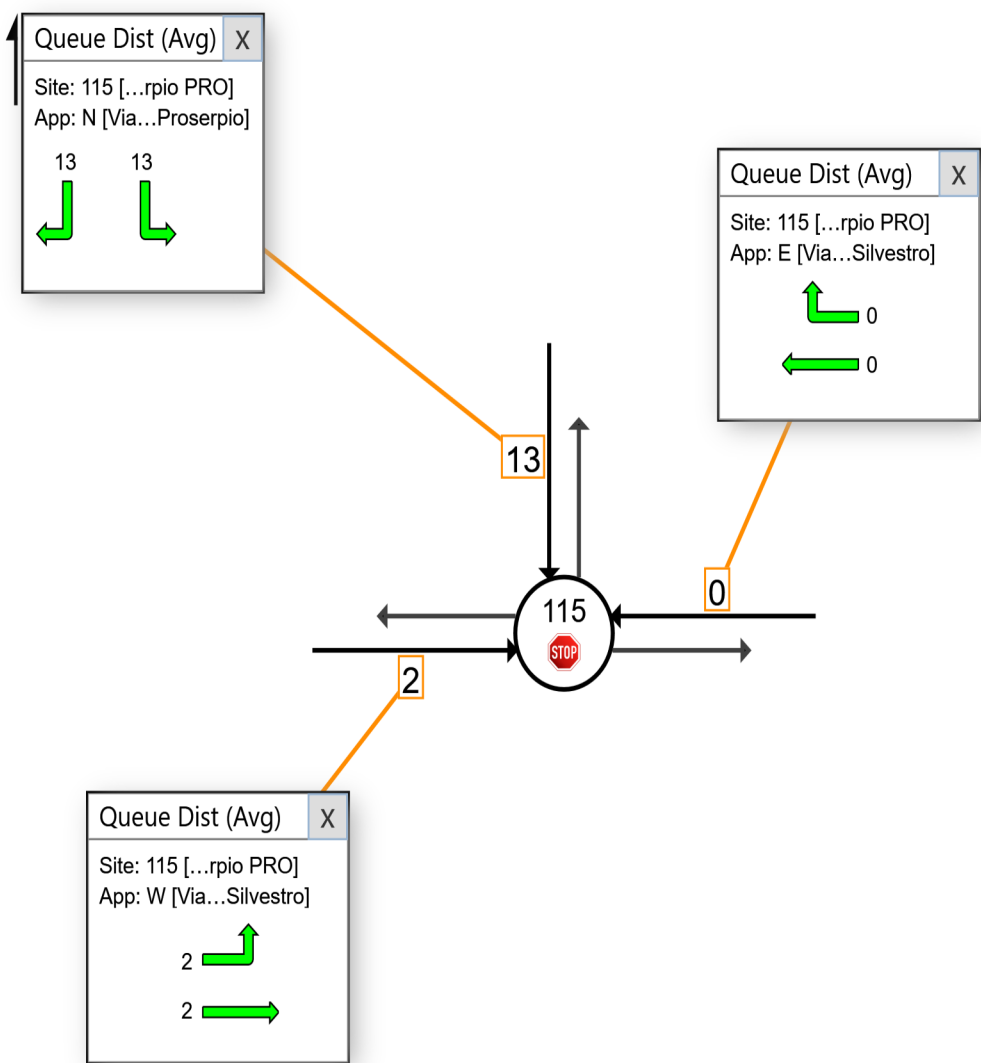 Queue Dist (Avg) X
Site: 115 [...rpio PRO]
App: N [Via...Proserpio]
13 13
Queue Dist (Avg) X
Site: 115 [...rpio PRO]
App: E [Via...Silvestro]
0
0
13
0
115
STOP
2
Queue Dist (Avg) X
Site: 115 [...rpio PRO]
App: W [Via...Silvestro]
2
2